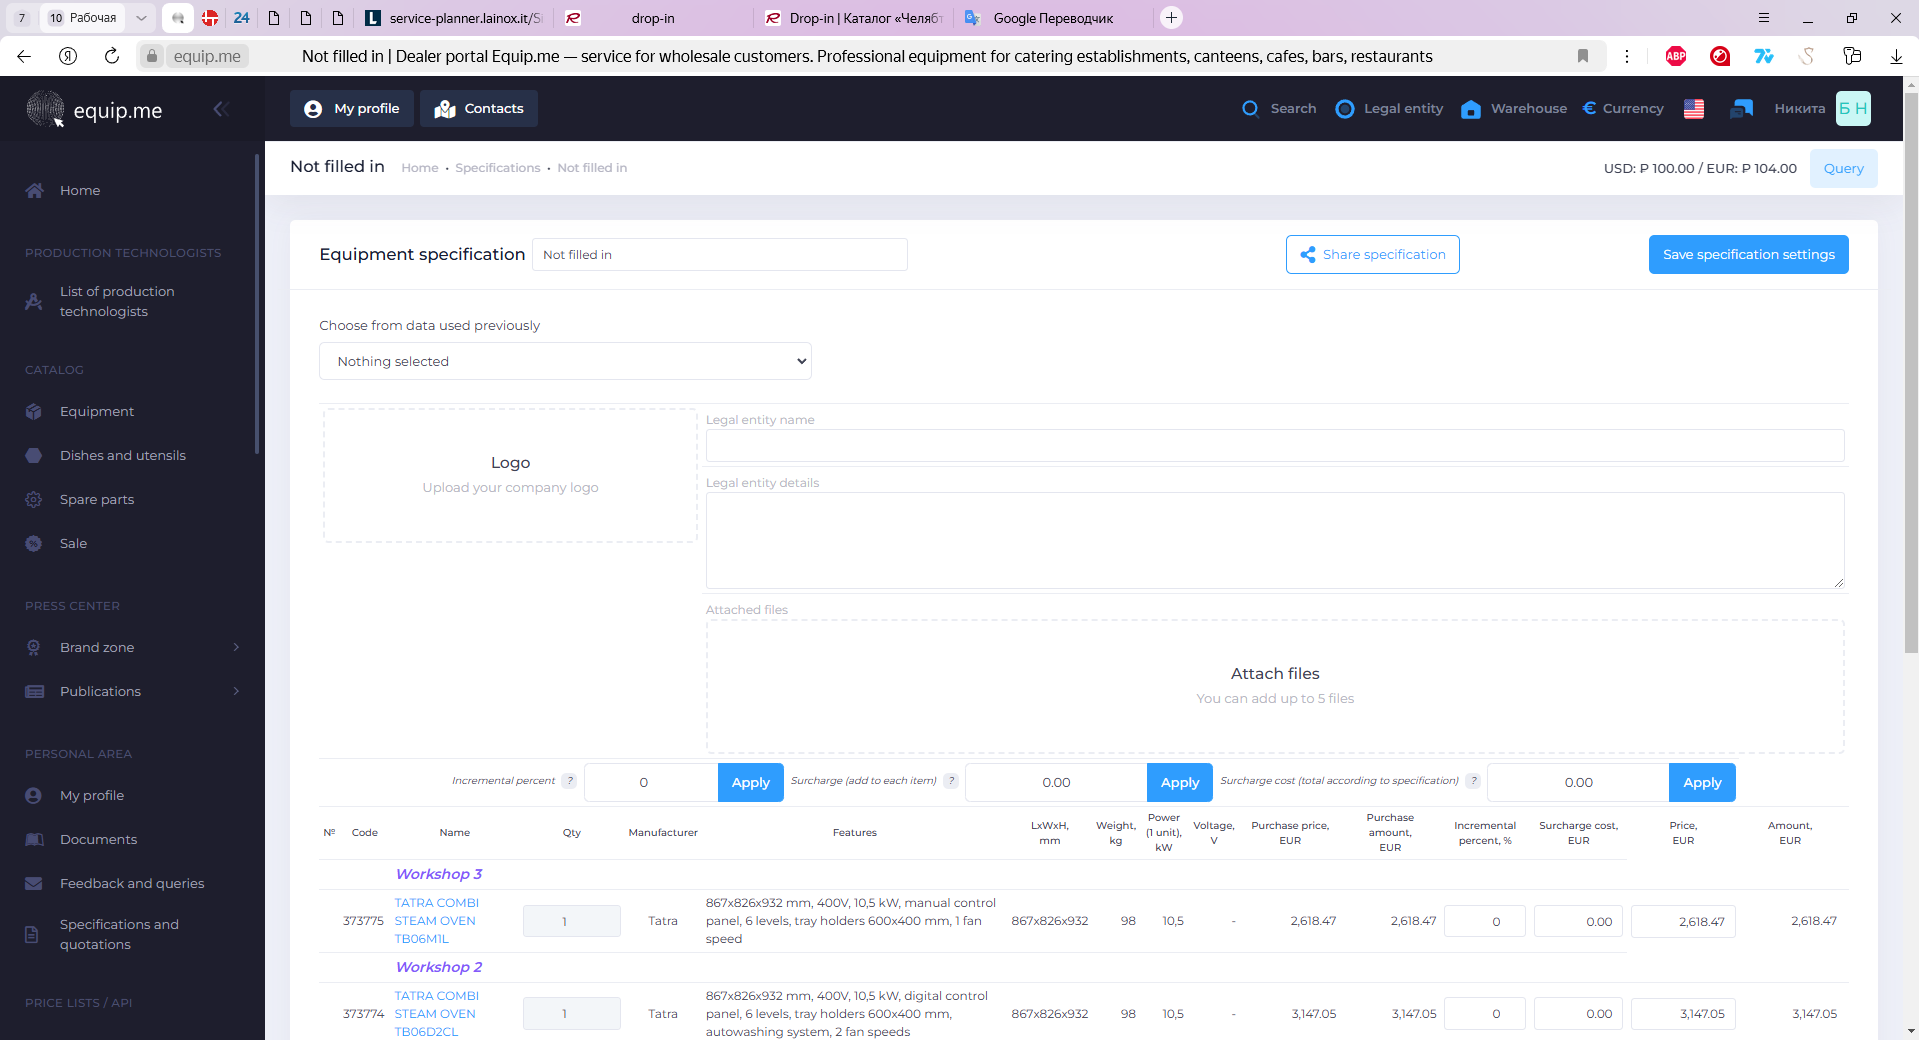 7
10 Рабочая
24
service-planner.lainox.it/Si
drop-in
Drop-in | Каталог «Челябт
Google Переводчик
equip.me
Not filled in | Dealer portal Equip.me — service for wholesale customers. Professional equipment for catering establishments, canteens, cafes, bars, restaurants
ABP
equip.me
My profile
Contacts
Search
Legal entity
Warehouse
€ Currency
Никита
Б Н
Not filled in
Home • Specifications • Not filled in
USD: P 100.00 / EUR: P 104.00
Query
Home
PRODUCTION TECHNOLOGISTS
List of production
technologists
CATALOG
Equipment
Dishes and utensils
Spare parts
Sale
PRESS CENTER
Brand zone
Publications
PERSONAL AREA
My profile
Documents
Feedback and queries
Specifications and
quotations
PRICE LISTS / API
Equipment specification
Not filled in
Share specification
Save specification settings
Choose from data used previously
Nothing selected
Logo
Upload your company logo
Legal entity name
Legal entity details
Attached files
Attach files
You can add up to 5 files
Incremental percent ? 0 Apply
Surcharge (add to each item) ? 0.00 Apply
Surcharge cost (total according to specification) ? 0.00 Apply
№ Code Name Qty Manufacturer Features LxWxH, mm Weight, kg Power (1 unit), kW Voltage, V Purchase price, EUR Purchase amount, EUR Incremental percent, % Surcharge cost, EUR Price, EUR Amount, EUR
Workshop 3
373775 TATRA COMBI STEAM OVEN TB06M1L 1 Tatra 867x826x932 mm, 400V, 10,5 kW, manual control panel, 6 levels, tray holders 600x400 mm, 1 fan speed 867x826x932 98 10,5 - 2,618.47 2,618.47 0 0.00 2,618.47 2,618.47
Workshop 2
373774 TATRA COMBI STEAM OVEN TB06D2CL 1 Tatra 867x826x932 mm, 400V, 10,5 kW, digital control panel, 6 levels, tray holders 600x400 mm, autowashing system, 2 fan speeds 867x826x932 98 10,5 - 3,147.05 3,147.05 0 0.00 3,147.05 3,147.05